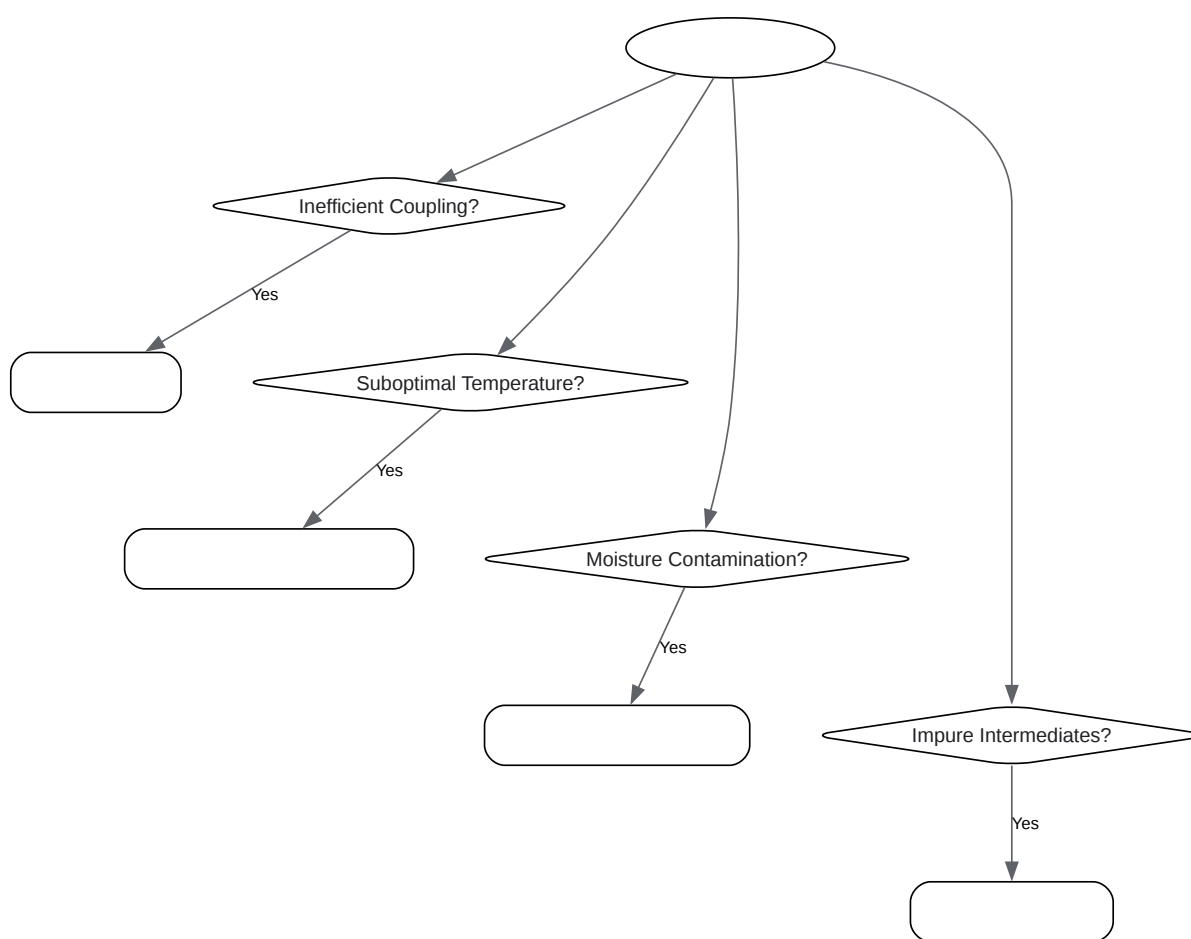 Inefficient Coupling?
Yes
Suboptimal Temperature?
Yes
Moisture Contamination?
Yes
Impure Intermediates?
Yes